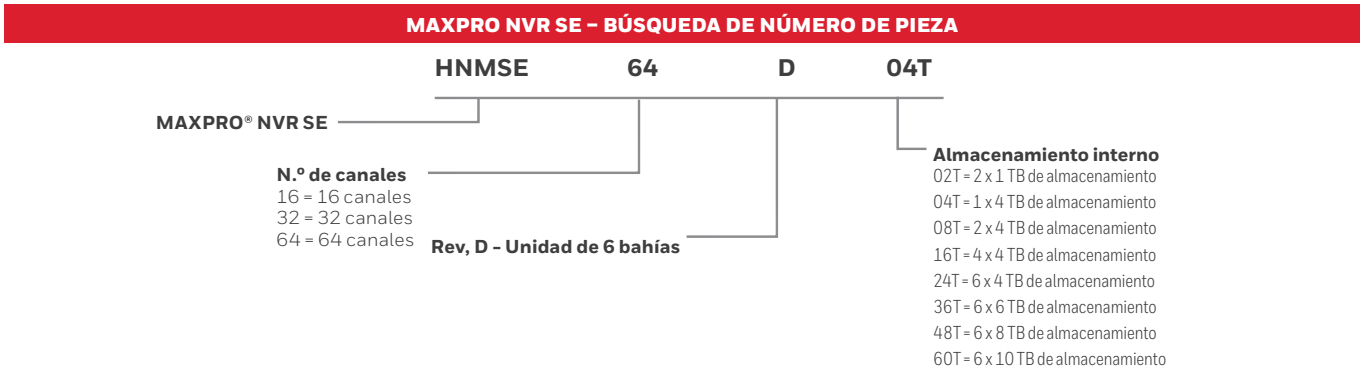 MAXPRO NVR SE – BÚSQUEDA DE NÚMERO DE PIEZA
HNMSE 64 D 04T
MAXPRO® NVR SE
N.º de canales
16 = 16 canales
32 = 32 canales
64 = 64 canales
Rev, D - Unidad de 6 bahías
Almacenamiento interno
02T = 2 x 1 TB de almacenamiento
04T = 1 x 4 TB de almacenamiento
08T = 2 x 4 TB de almacenamiento
16T = 4 x 4 TB de almacenamiento
24T = 6 x 4 TB de almacenamiento
36T = 6 x 6 TB de almacenamiento
48T = 6 x 8 TB de almacenamiento
60T = 6 x 10 TB de almacenamiento